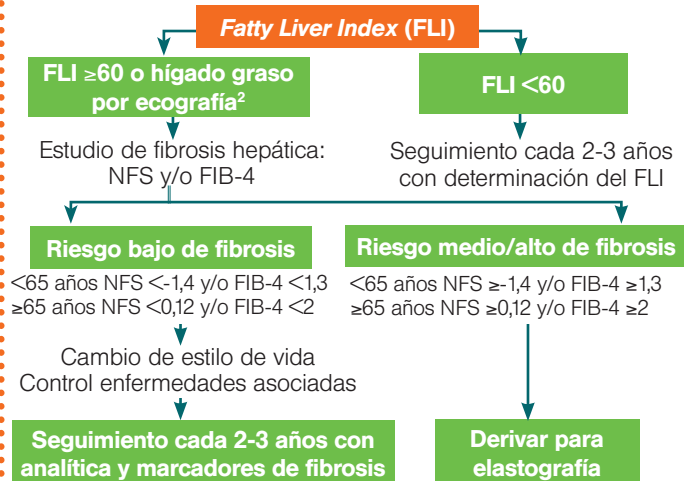 Fatty Liver Index (FLI)
FLI ≥60 o hígado graso
por ecografía²
FLI <60
Estudio de fibrosis hepática:
NFS y/o FIB-4
Seguimiento cada 2-3 años
con determinación del FLI
Riesgo bajo de fibrosis
<65 años NFS <-1,4 y/o FIB-4 <1,3
≥65 años NFS <0,12 y/o FIB-4 <2
Riesgo medio/alto de fibrosis
<65 años NFS ≥-1,4 y/o FIB-4 ≥1,3
≥65 años NFS ≥0,12 y/o FIB-4 ≥2
Cambio de estilo de vida
Control enfermedades asociadas
Seguimiento cada 2-3 años con
analítica y marcadores de fibrosis
Derivar para
elastografía